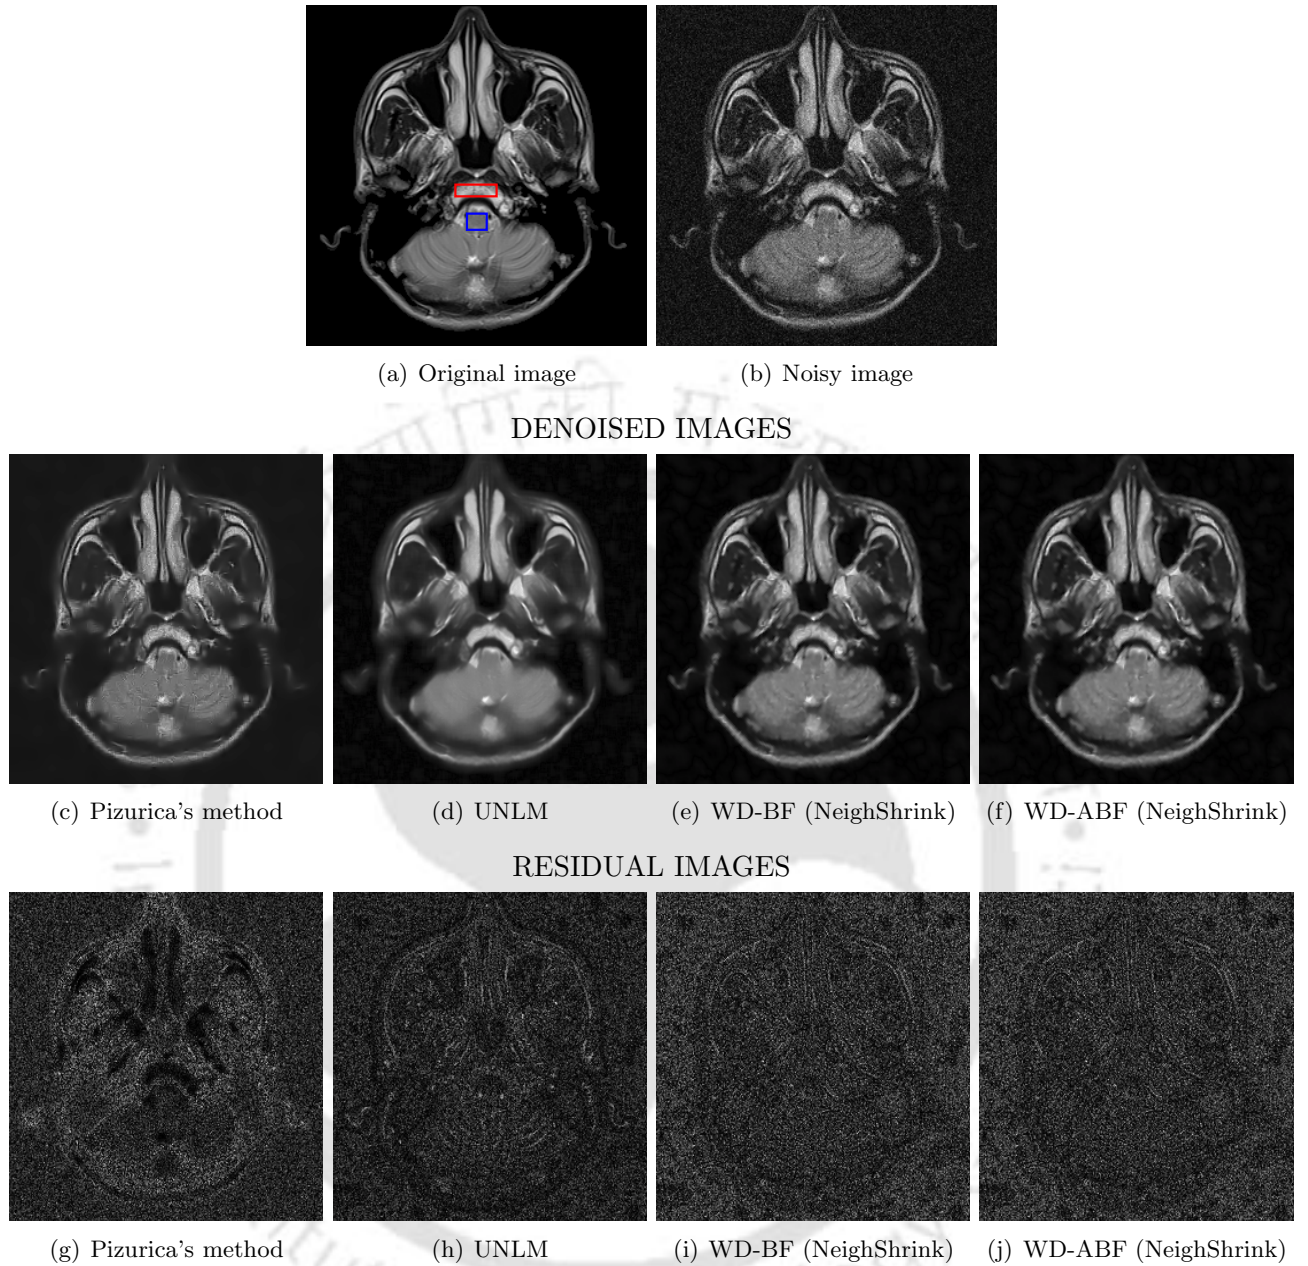 (a) Original image
(b) Noisy image
DENOISED IMAGES
(c) Pizurica's method
(d) UNLM
(e) WD-BF (NeighShrink)
(f) WD-ABF (NeighShrink)
RESIDUAL IMAGES
(g) Pizurica's method
(h) UNLM
(i) WD-BF (NeighShrink)
(j) WD-ABF (NeighShrink)